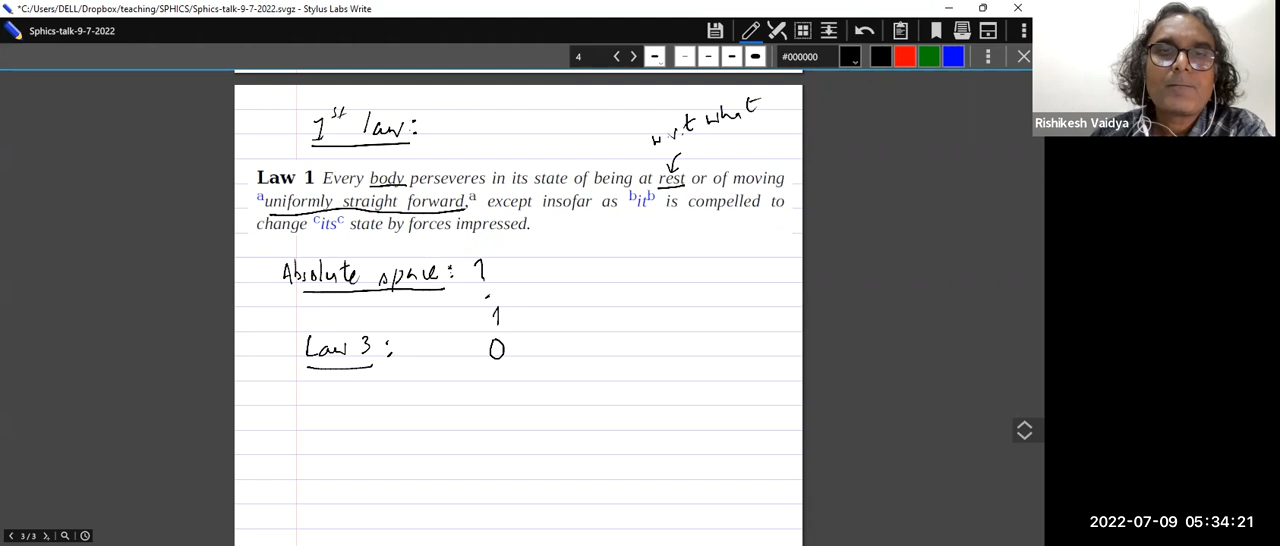 *C:/Users/DELL/Dropbox/teaching/SPHICS/Sphics-talk-9-7-2022.svgz - Stylus Labs Write
Sphics-talk-9-7-2022
4
#000000
Rishikesh Vaidya
1st law:
w.r.t what
Law 1 Every body perseveres in its state of being at rest or of moving
auniformly straight forward,a except insofar as bitb is compelled to
change citsc state by forces impressed.
Absolute space: 1
1
Law 3: 0
2022-07-09 05:34:21
3/3